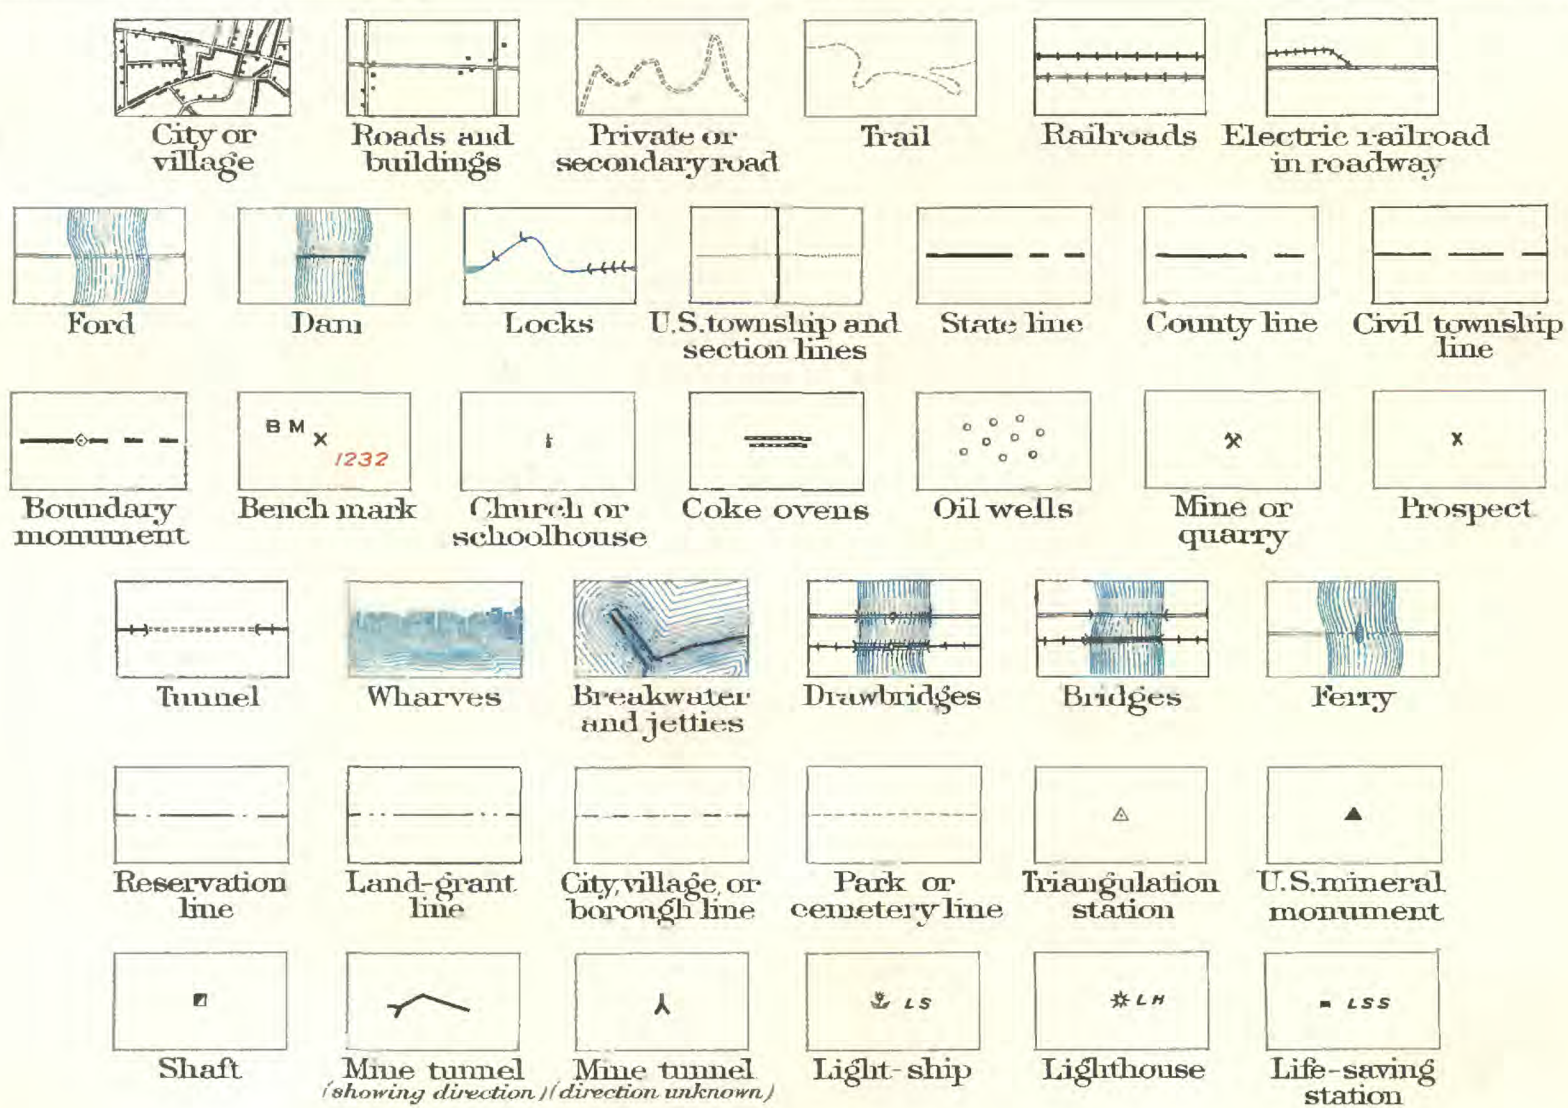 City or village
Roads and buildings
Private or secondary road
Trail
Railroads
Electric railroad in roadway
Ford
Dam
Locks
U.S. township and section lines
State line
County line
Civil township line
B M
1232
Boundary monument
Bench mark
Church or schoolhouse
Coke ovens
Oil wells
Mine or quarry
Prospect
Tunnel
Wharves
Breakwater and jetties
Drawbridges
Bridges
Ferry
Reservation line
Land-grant line
City, village, or borough line
Park or cemetery line
Triangulation station
U.S. mineral monument
LS
LH
LSS
Shaft
Mine tunnel
(showing direction)
Mine tunnel
(direction unknown)
Light-ship
Lighthouse
Life-saving station